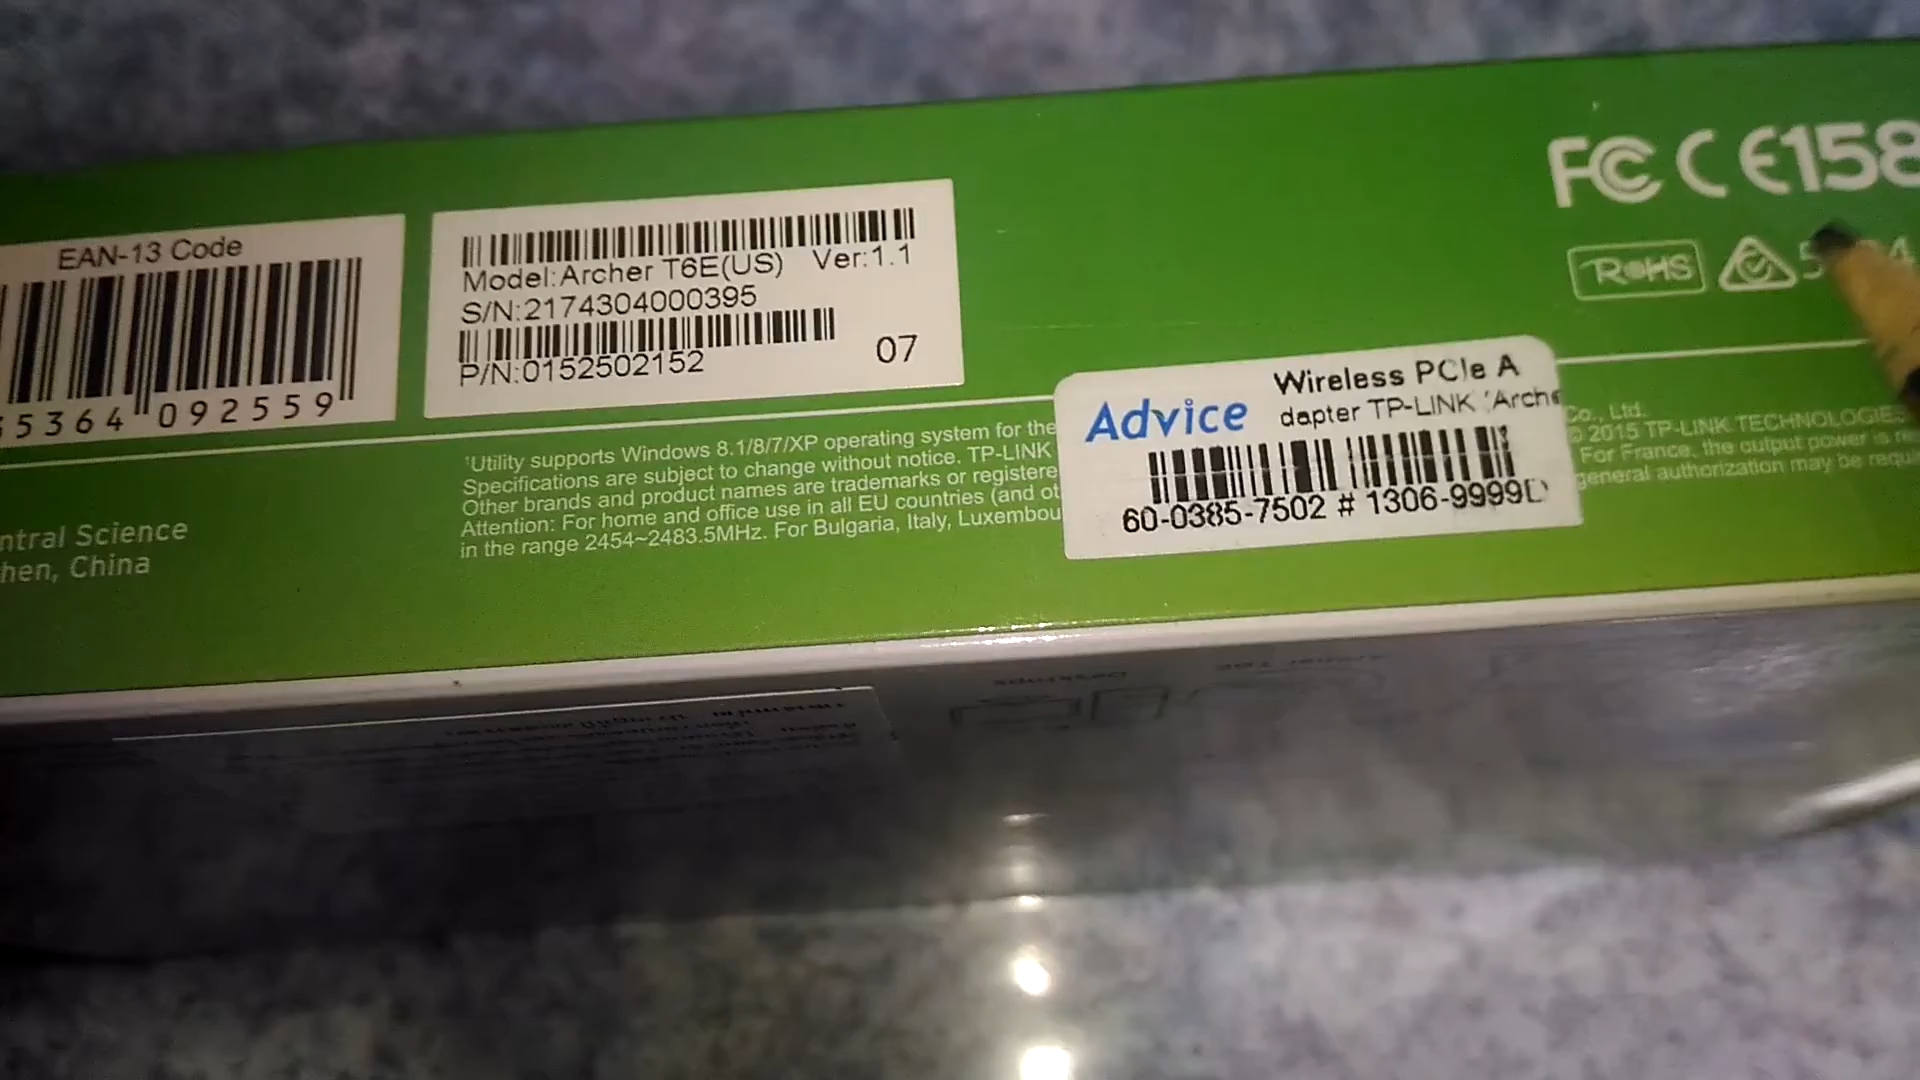 EAN-13 Code
5364 092559
Model:Archer T6E(US) Ver:1.1
S/N:2174304000395
P/N:0152502152
07
FC CE158
RoHS
Advice
Wireless PCIe A
dapter TP-LINK 'Arche
60-0385-7502 # 1306-9999D
¹Utility supports Windows 8.1/8/7/XP operating system for the
Specifications are subject to change without notice. TP-LINK
Other brands and product names are trademarks or registere
Attention: For home and office use in all EU countries (and ot
in the range 2454~2483.5MHz. For Bulgaria, Italy, Luxembou
Co., Ltd.
© 2015 TP-LINK TECHNOLOGIES
For France, the output power is
general authorization may be requi
ntral Science
hen, China